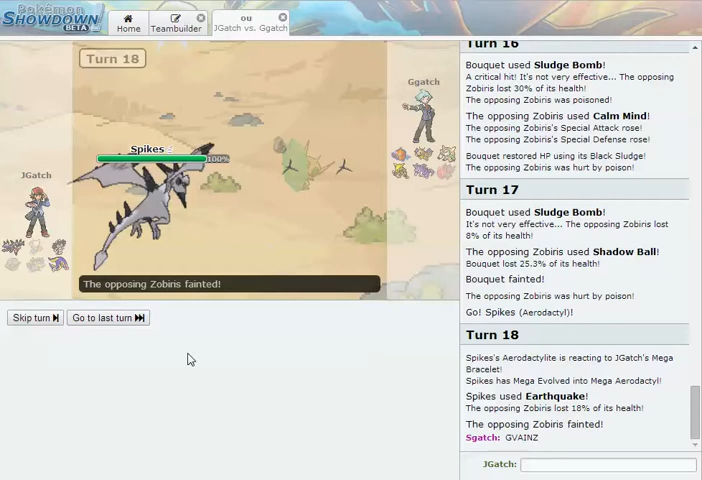 Pokémon
SHOWDOWN
BETA
Home
Teambuilder
ou
JGatch vs. Ggatch
Turn 18
Ggatch
Spikes
100%
JGatch
The opposing Zobiris fainted!
Skip turn
Go to last turn
Turn 16
Bouquet used Sludge Bomb!
A critical hit! It's not very effective... The opposing
Zobiris lost 30% of its health!
The opposing Zobiris was poisoned!
The opposing Zobiris used Calm Mind!
The opposing Zobiris's Special Attack rose!
The opposing Zobiris's Special Defense rose!
Bouquet restored HP using its Black Sludge!
The opposing Zobiris was hurt by poison!
Turn 17
Bouquet used Sludge Bomb!
It's not very effective... The opposing Zobiris lost
8% of its health!
The opposing Zobiris used Shadow Ball!
Bouquet lost 25.3% of its health!
Bouquet fainted!
The opposing Zobiris was hurt by poison!
Go! Spikes (Aerodactyl)!
Turn 18
Spikes's Aerodactylite is reacting to JGatch's Mega
Bracelet!
Spikes has Mega Evolved into Mega Aerodactyl!
Spikes used Earthquake!
The opposing Zobiris lost 18% of its health!
The opposing Zobiris fainted!
Sgatch: GVAINZ
JGatch: